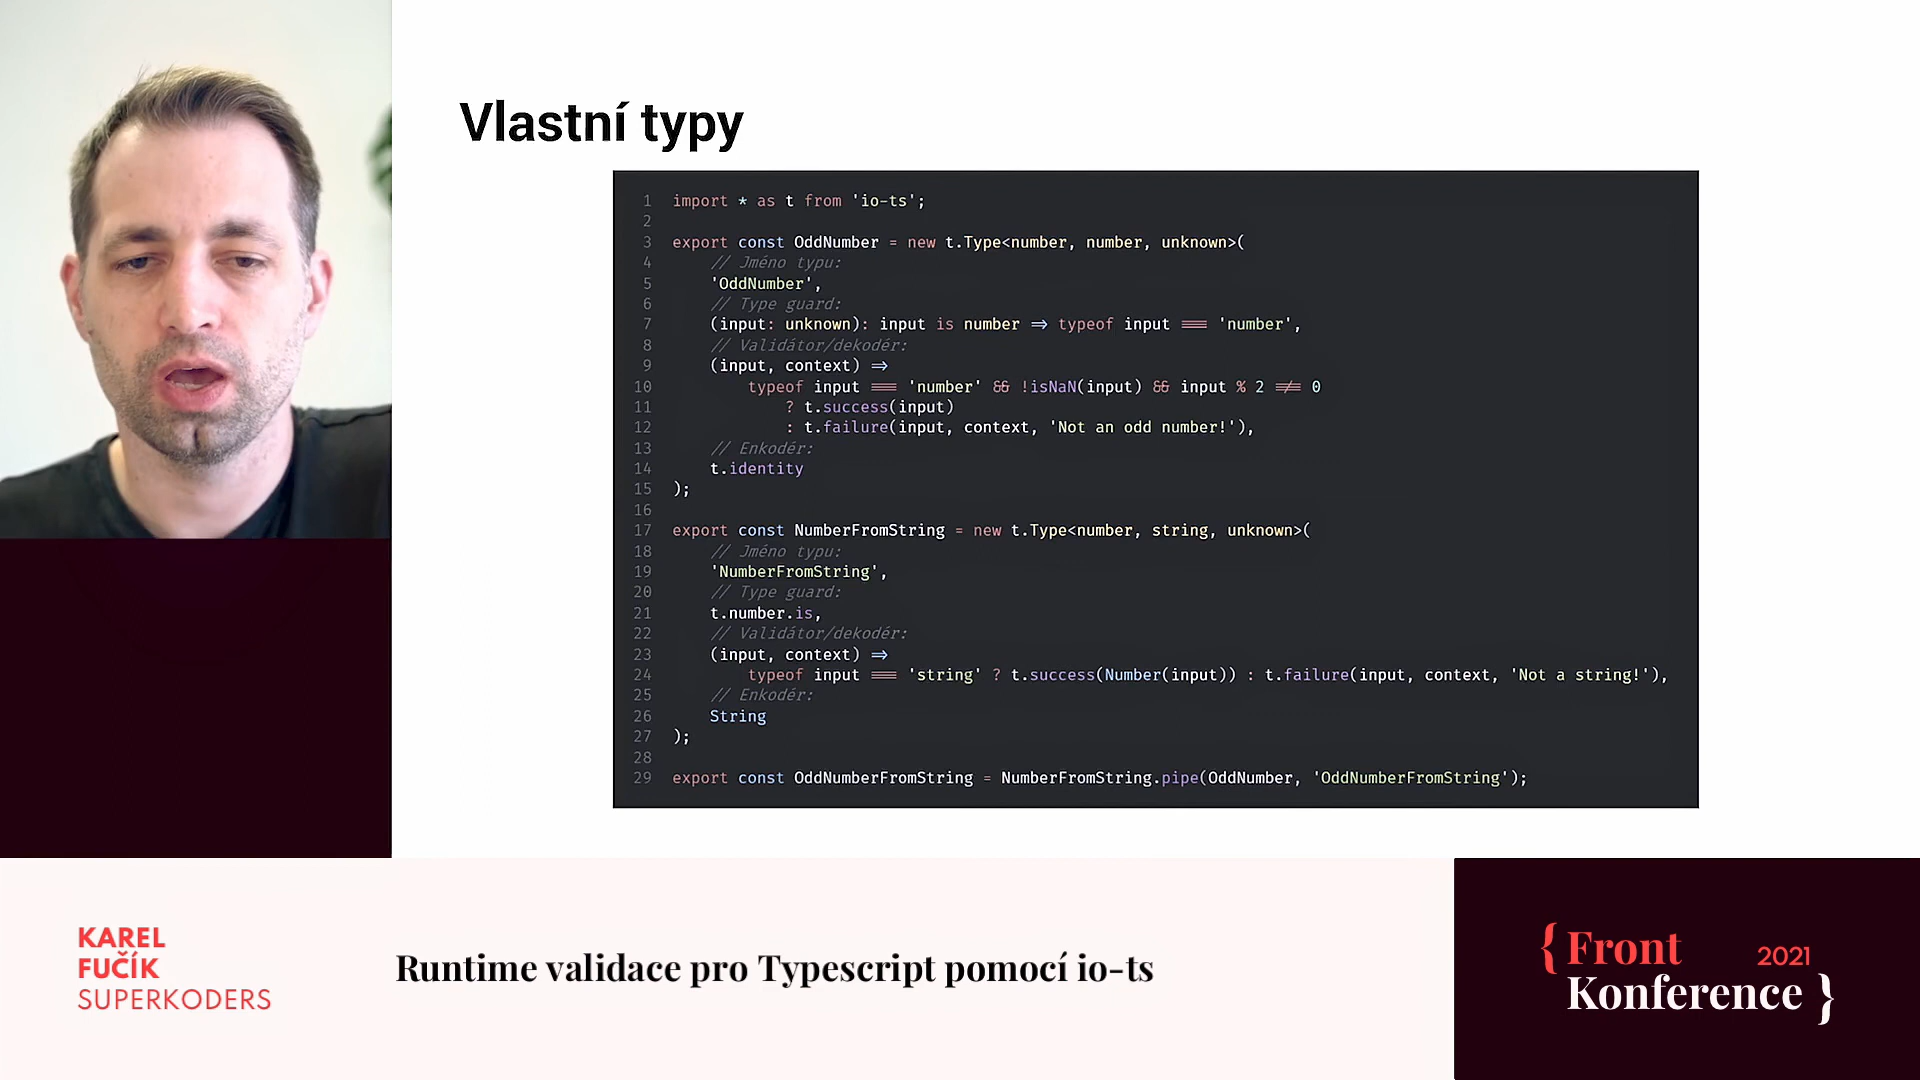 Vlastní typy
1 import * as t from 'io-ts';
2
3 export const OddNumber = new t.Type<number, number, unknown>(
4 // Jméno typu:
5 'OddNumber',
6 // Type guard:
7 (input: unknown): input is number => typeof input === 'number',
8 // Validátor/dekodér:
9 (input, context) =>
10 typeof input === 'number' && !isNaN(input) && input % 2 !== 0
11 ? t.success(input)
12 : t.failure(input, context, 'Not an odd number!'),
13 // Enkodér:
14 t.identity
15 );
16
17 export const NumberFromString = new t.Type<number, string, unknown>(
18 // Jméno typu:
19 'NumberFromString',
20 // Type guard:
21 t.number.is,
22 // Validátor/dekodér:
23 (input, context) =>
24 typeof input === 'string' ? t.success(Number(input)) : t.failure(input, context, 'Not a string!'),
25 // Enkodér:
26 String
27 );
28
29 export const OddNumberFromString = NumberFromString.pipe(OddNumber, 'OddNumberFromString');
KAREL
FUČÍK
SUPERKODERS
Runtime validace pro Typescript pomocí io-ts
{ Front 2021
Konference }